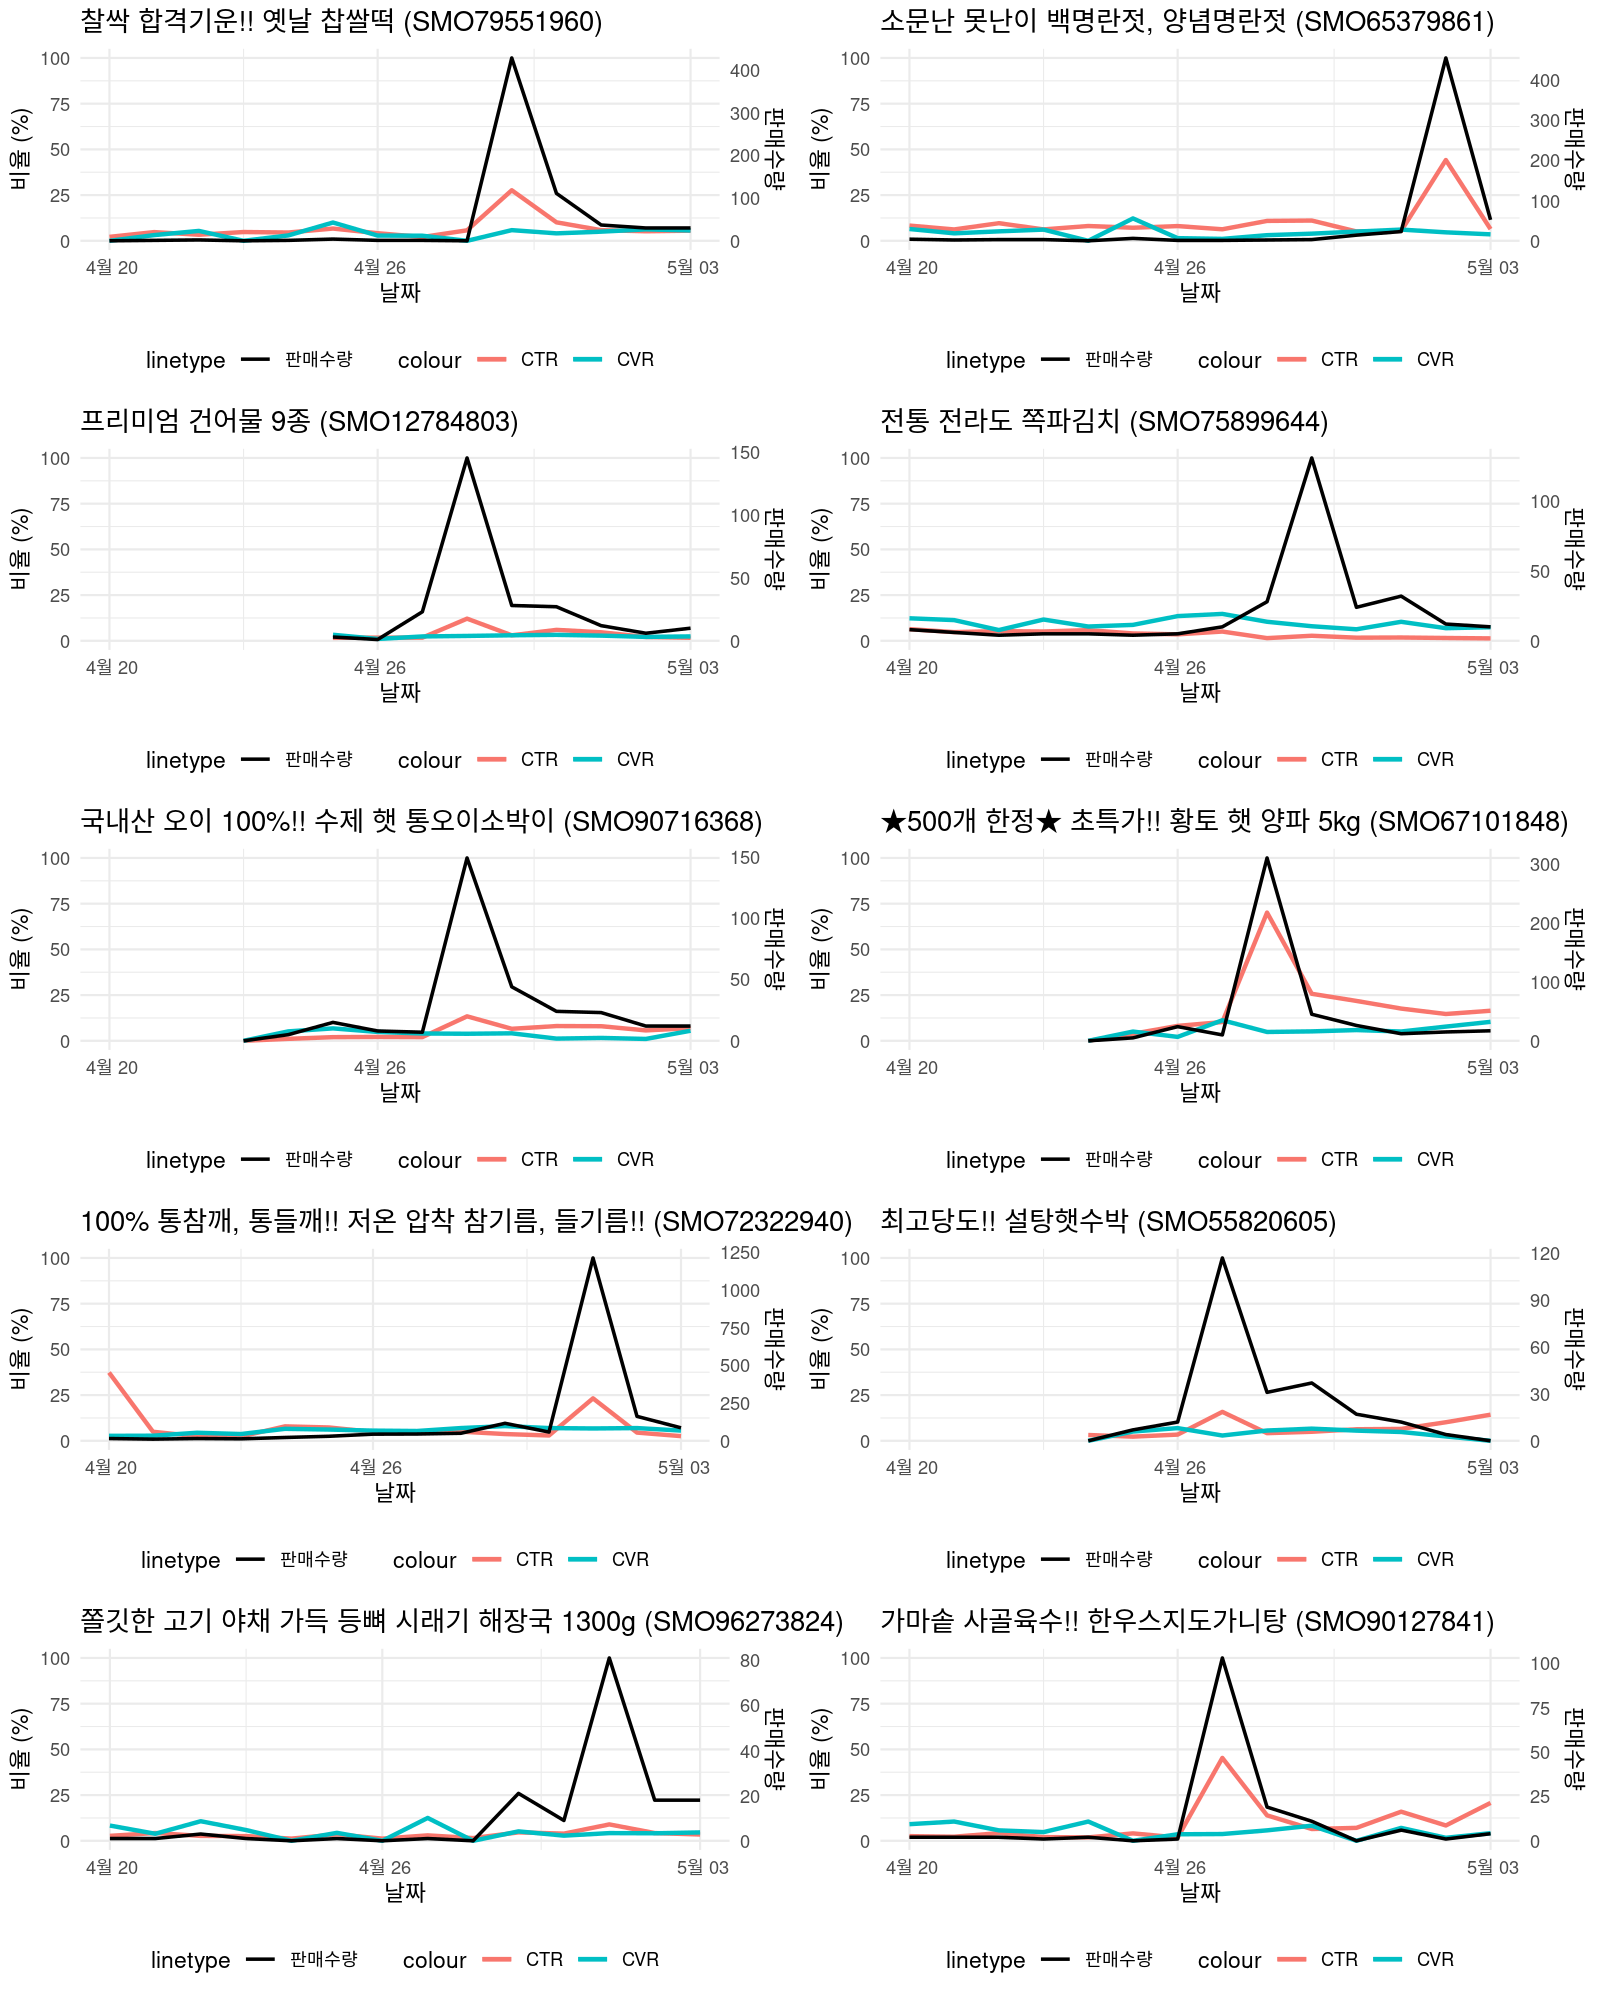 찰싹 합격기운!! 옛날 찹쌀떡 (SMO79551960)
100
75
50
25
0
비율 (%)
400
300
200
100
0
판매수량
4월 20
4월 26
5월 03
날짜
linetype 판매수량 colour CTR CVR
소문난 못난이 백명란젓, 양념명란젓 (SMO65379861)
100
75
50
25
0
비율 (%)
400
300
200
100
0
판매수량
4월 20
4월 26
5월 03
날짜
linetype 판매수량 colour CTR CVR
프리미엄 건어물 9종 (SMO12784803)
100
75
50
25
0
비율 (%)
150
100
50
0
판매수량
4월 20
4월 26
5월 03
날짜
linetype 판매수량 colour CTR CVR
전통 전라도 쪽파김치 (SMO75899644)
100
75
50
25
0
비율 (%)
100
50
0
판매수량
4월 20
4월 26
5월 03
날짜
linetype 판매수량 colour CTR CVR
국내산 오이 100%!! 수제 햇 통오이소박이 (SMO90716368)
100
75
50
25
0
비율 (%)
150
100
50
0
판매수량
4월 20
4월 26
5월 03
날짜
linetype 판매수량 colour CTR CVR
★500개 한정★ 초특가!! 황토 햇 양파 5kg (SMO67101848)
100
75
50
25
0
비율 (%)
300
200
100
0
판매수량
4월 20
4월 26
5월 03
날짜
linetype 판매수량 colour CTR CVR
100% 통참깨, 통들깨!! 저온 압착 참기름, 들기름!! (SMO72322940)
100
75
50
25
0
비율 (%)
1250
1000
750
500
250
0
판매수량
4월 20
4월 26
5월 03
날짜
linetype 판매수량 colour CTR CVR
최고당도!! 설탕햇수박 (SMO55820605)
100
75
50
25
0
비율 (%)
120
90
60
30
0
판매수량
4월 20
4월 26
5월 03
날짜
linetype 판매수량 colour CTR CVR
쫄깃한 고기 야채 가득 등뼈 시래기 해장국 1300g (SMO96273824)
100
75
50
25
0
비율 (%)
80
60
40
20
0
판매수량
4월 20
4월 26
5월 03
날짜
linetype 판매수량 colour CTR CVR
가마솥 사골육수!! 한우스지도가니탕 (SMO90127841)
100
75
50
25
0
비율 (%)
100
75
50
25
0
판매수량
4월 20
4월 26
5월 03
날짜
linetype 판매수량 colour CTR CVR